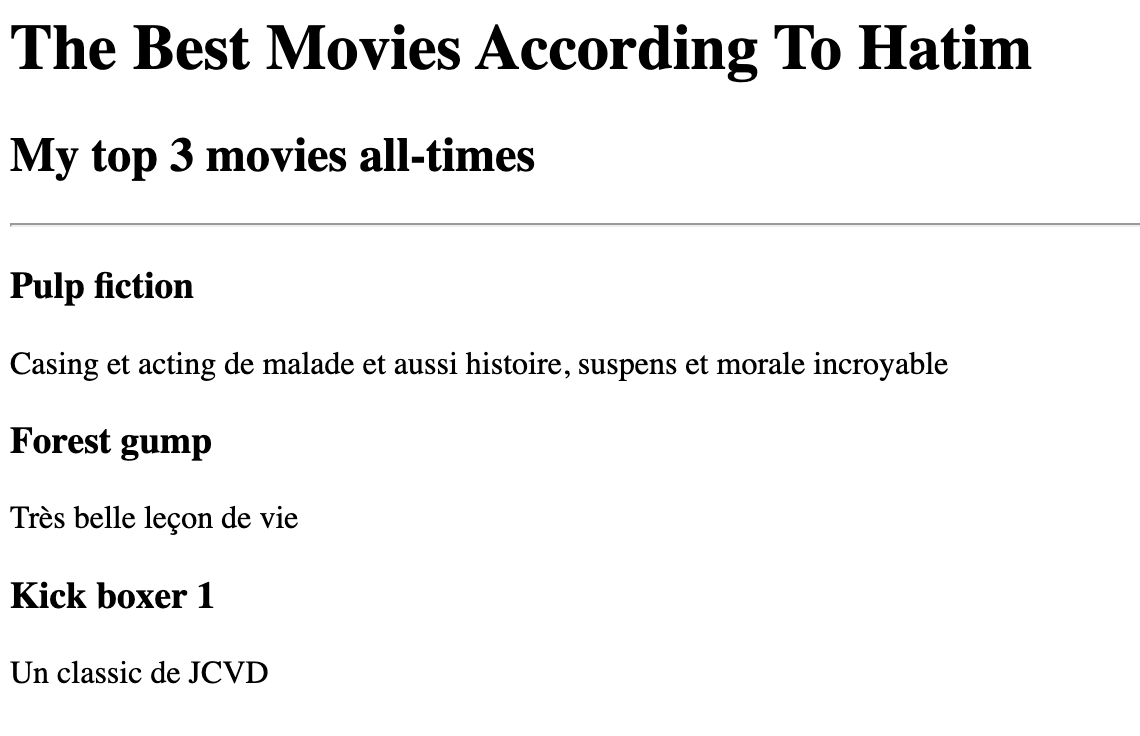 The Best Movies According To Hatim
My top 3 movies all-times
Pulp fiction
Casing et acting de malade et aussi histoire, suspens et morale incroyable
Forest gump
Très belle leçon de vie
Kick boxer 1
Un classic de JCVD